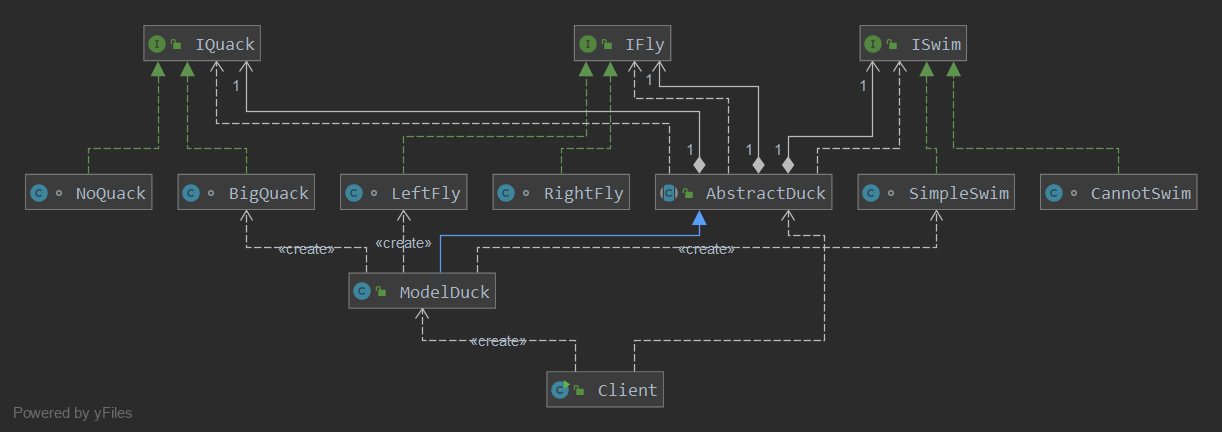 IQuack
IFly
ISwim
1
1
1
1
1
1
NoQuack
BigQuack
LeftFly
RightFly
AbstractDuck
SimpleSwim
CannotSwim
«create»
«create»
«create»
ModelDuck
«create»
Client
Powered by yFiles